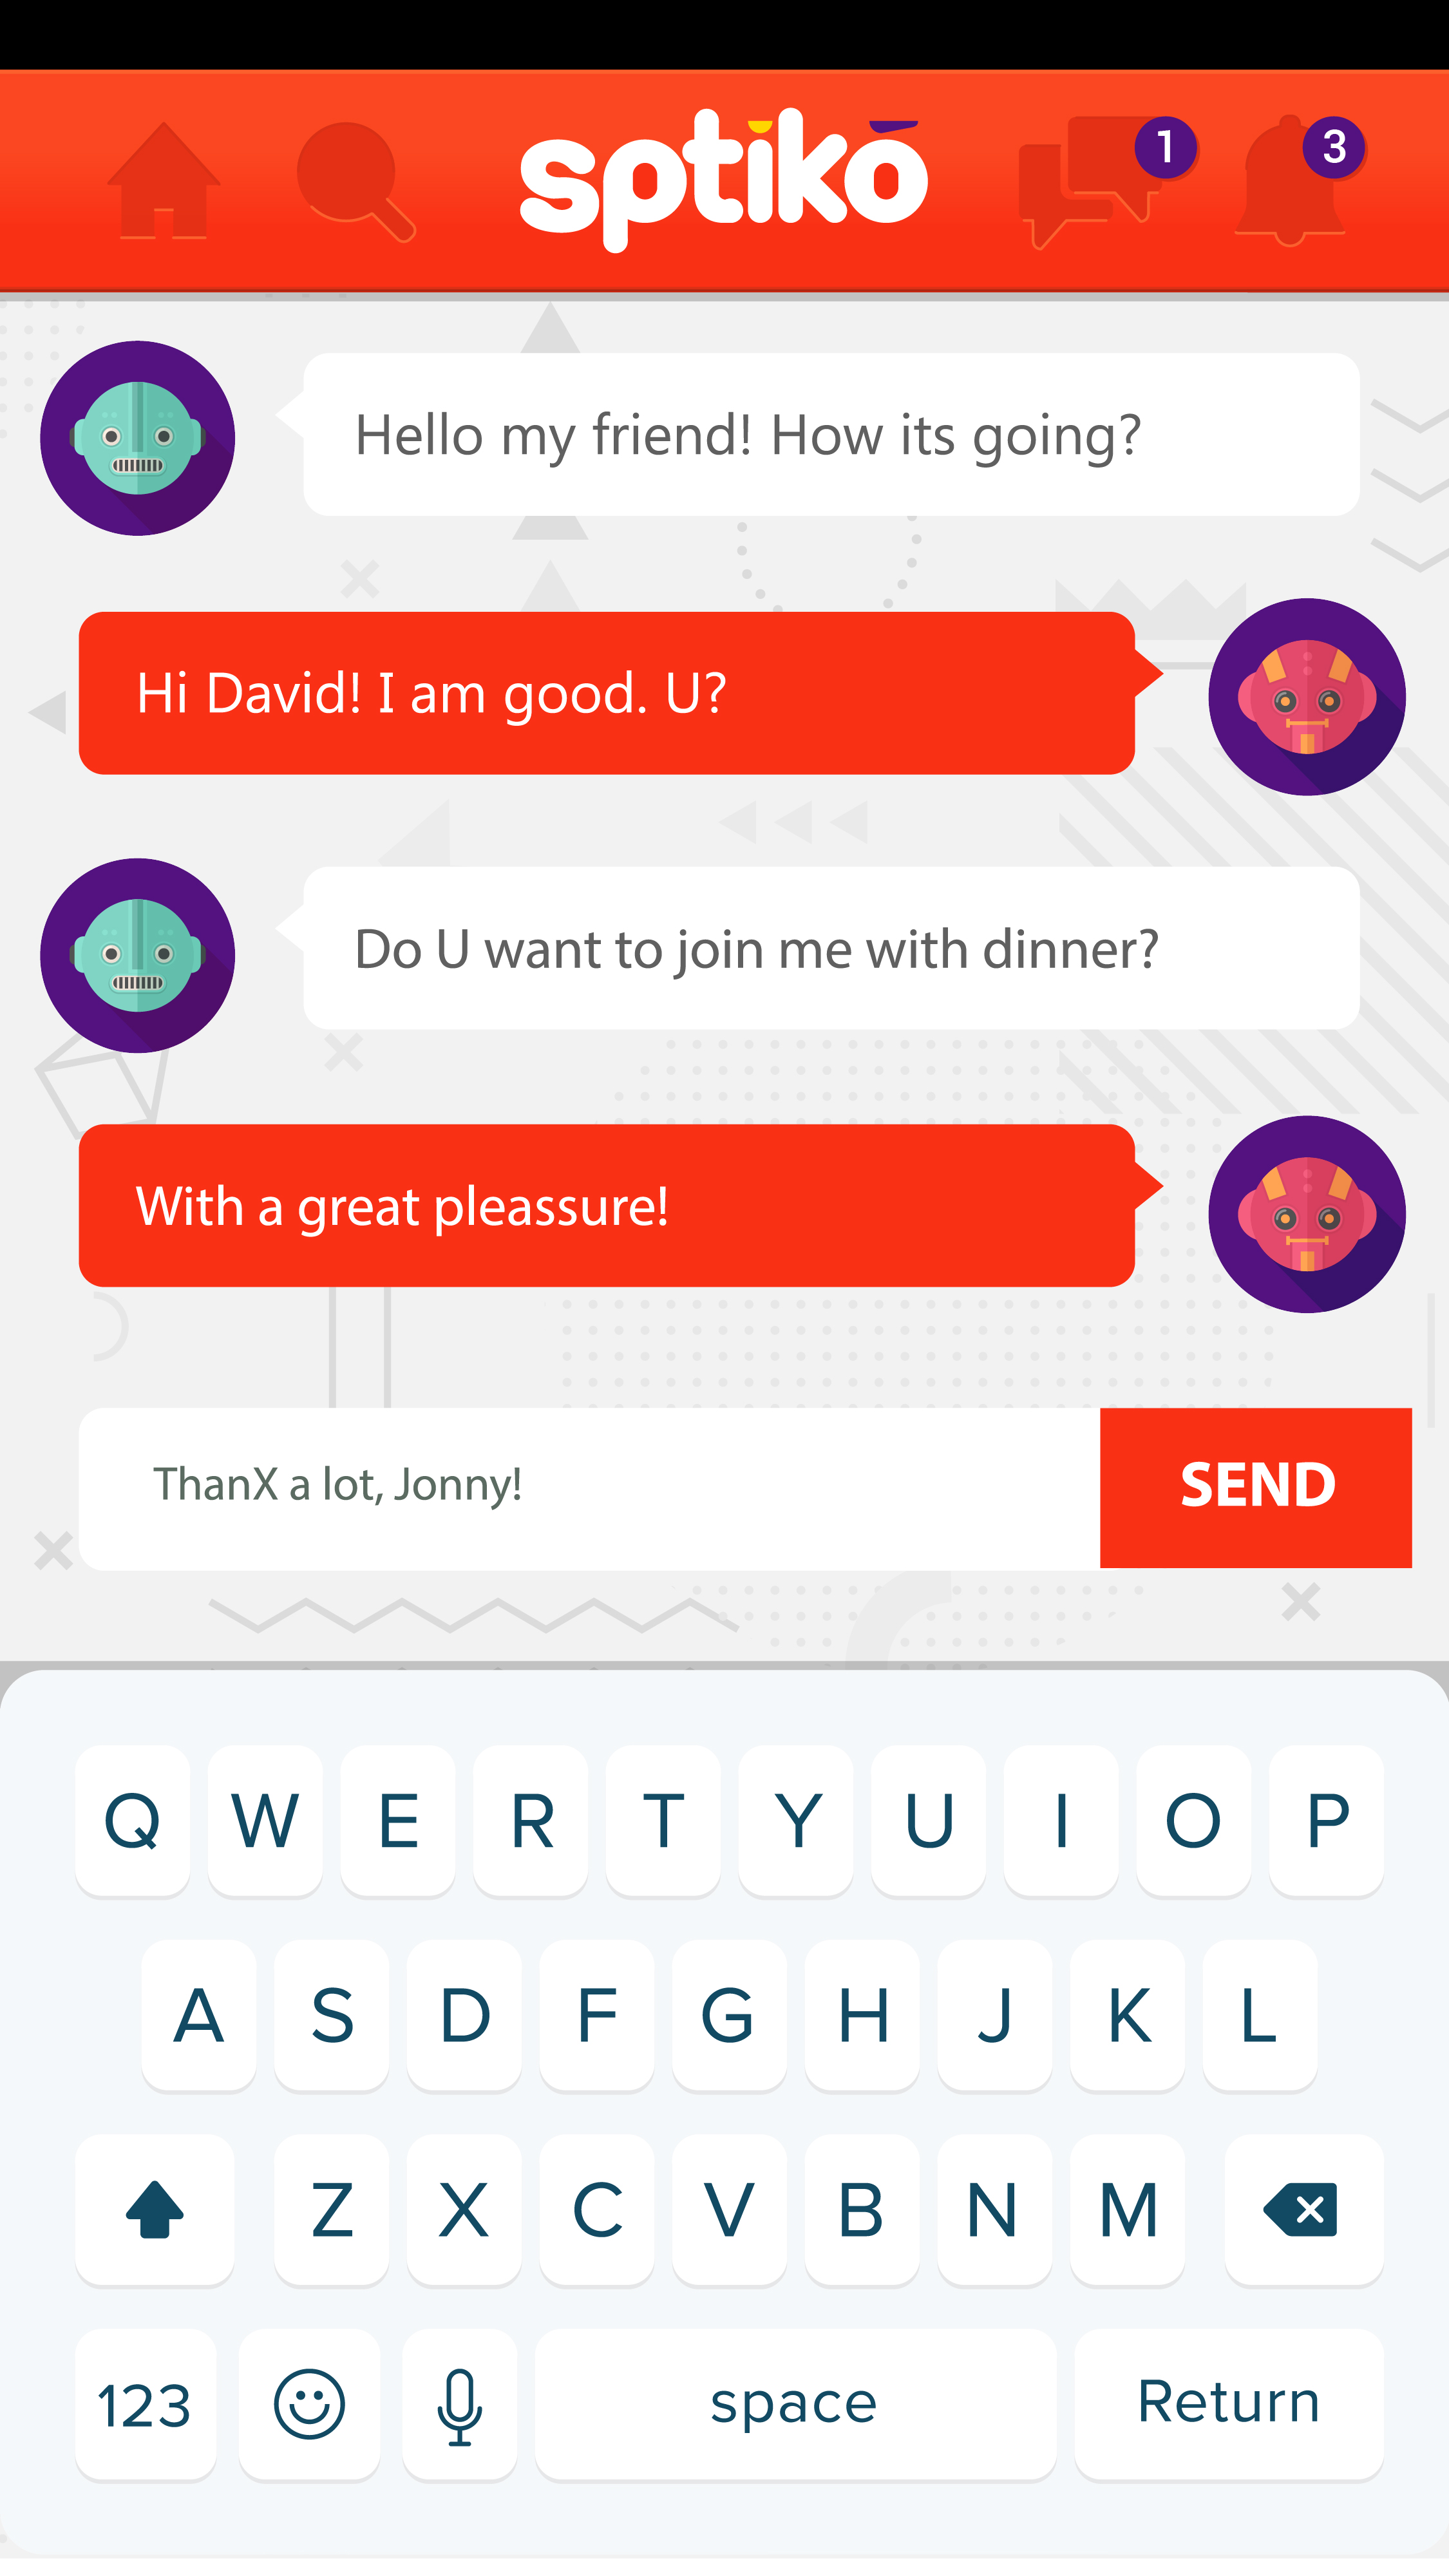 sptiko
1
3
Hello my friend! How its going?
Hi David! I am good. U?
Do U want to join me with dinner?
With a great pleassure!
ThanX a lot, Jonny!
SEND
Q W E R T Y U I O P
A S D F G H J K L
Z X C V B N M
123 space Return